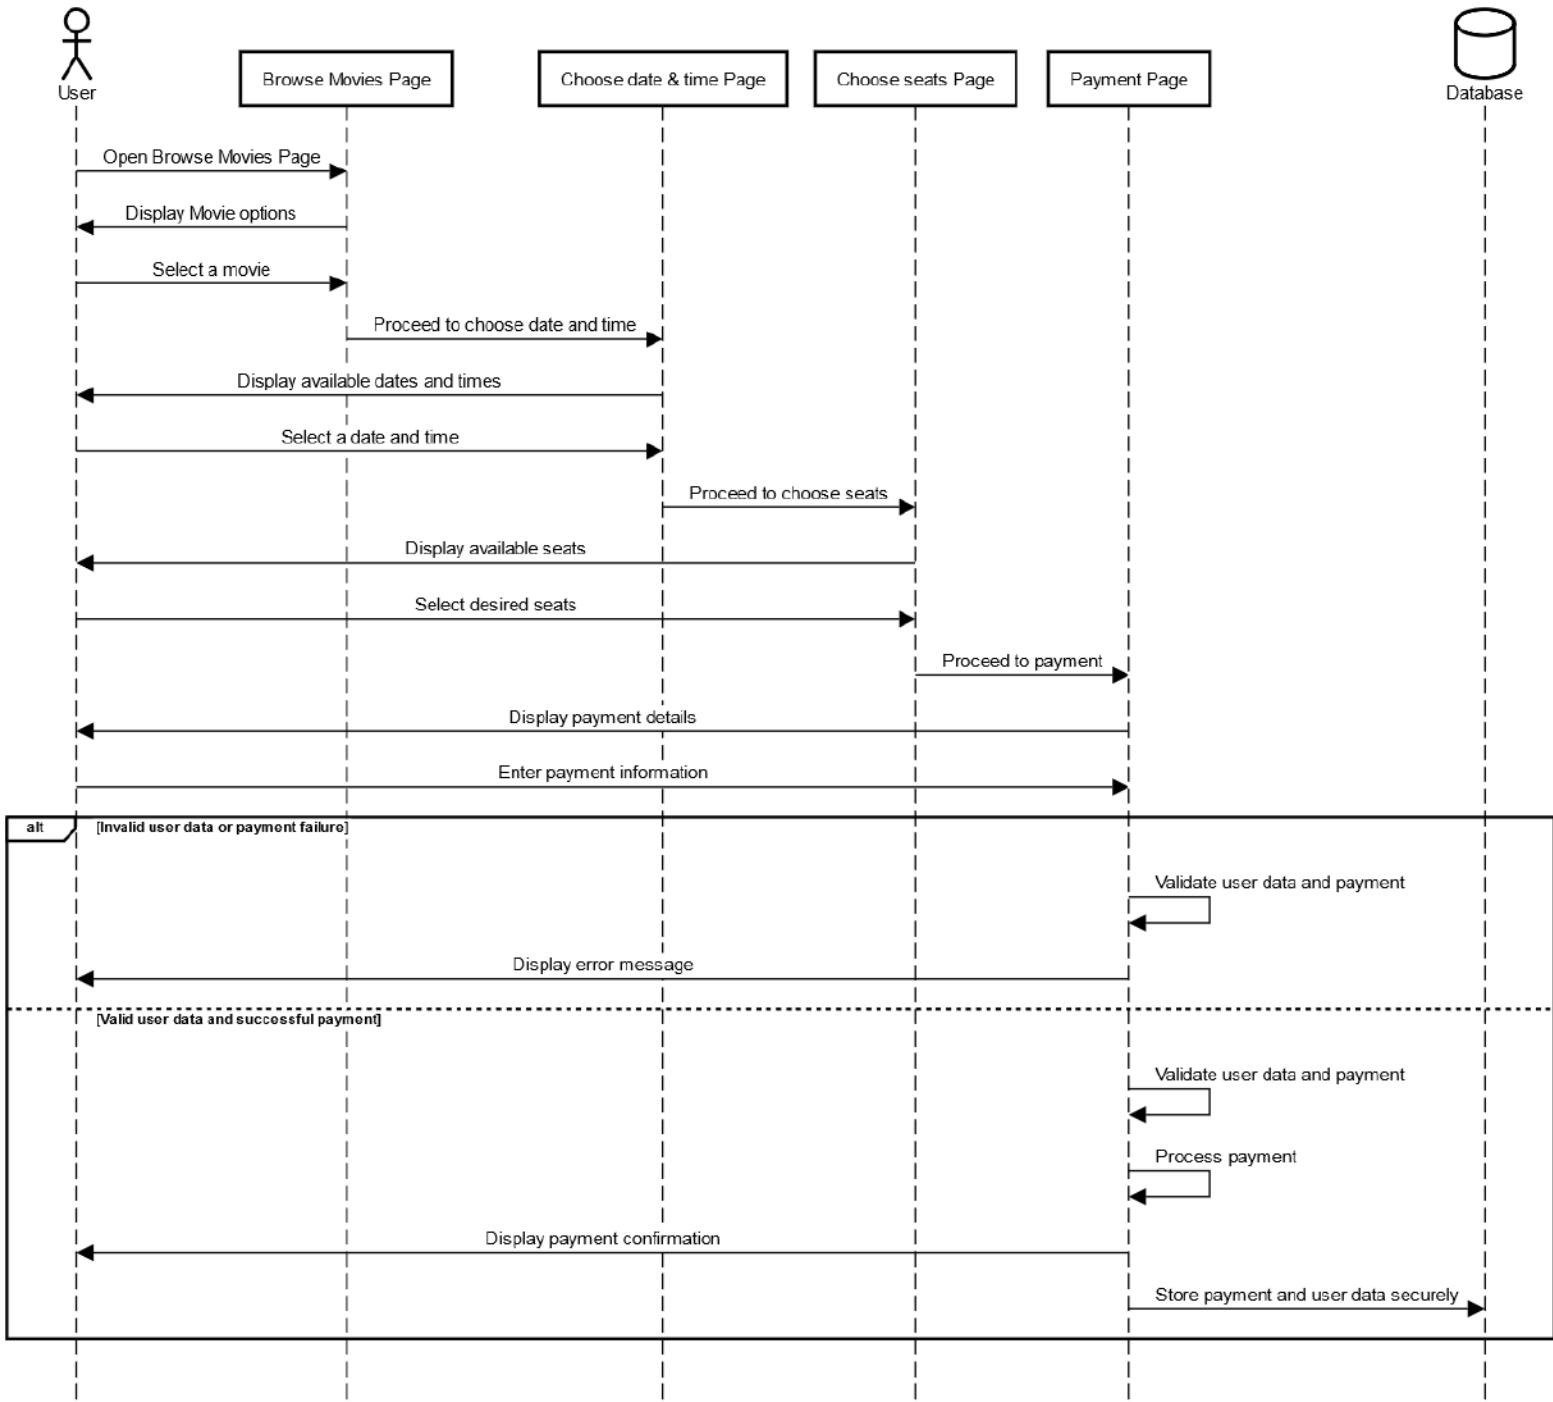 User
Browse Movies Page
Choose date & time Page
Choose seats Page
Payment Page
Database
Open Browse Movies Page
Display Movie options
Select a movie
Proceed to choose date and time
Display available dates and times
Select a date and time
Proceed to choose seats
Display available seats
Select desired seats
Proceed to payment
Display payment details
Enter payment information
alt
[Invalid user data or payment failure]
Validate user data and payment
Display error message
[Valid user data and successful payment]
Validate user data and payment
Process payment
Display payment confirmation
Store payment and user data securely